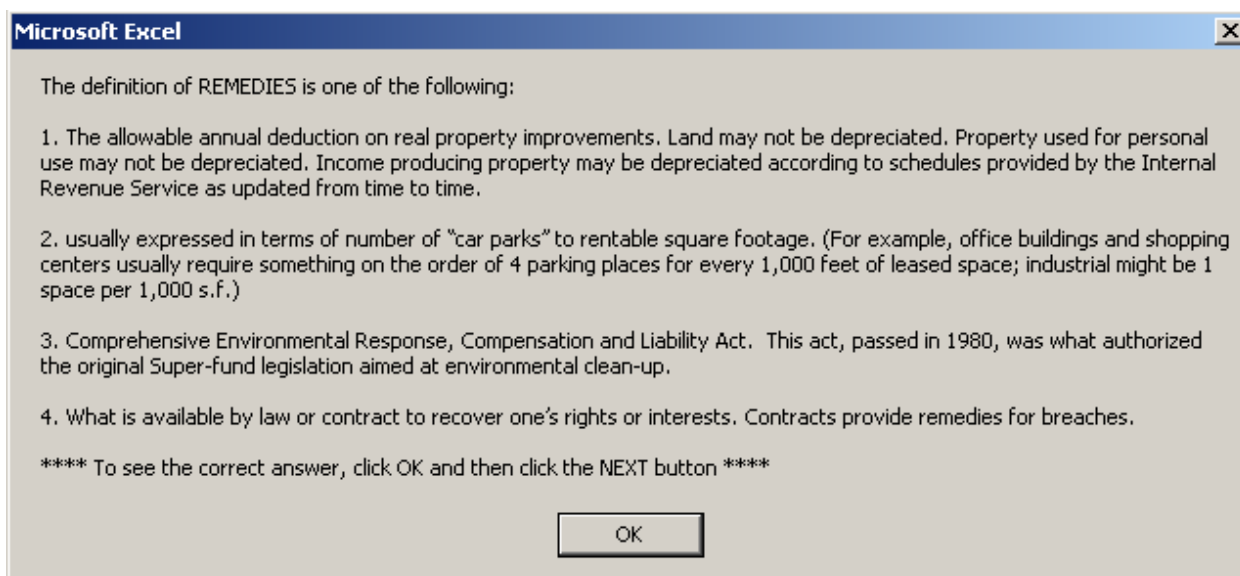 Microsoft Excel
The definition of REMEDIES is one of the following:
1. The allowable annual deduction on real property improvements. Land may not be depreciated. Property used for personal
use may not be depreciated. Income producing property may be depreciated according to schedules provided by the Internal
Revenue Service as updated from time to time.
2. usually expressed in terms of number of “car parks” to rentable square footage. (For example, office buildings and shopping
centers usually require something on the order of 4 parking places for every 1,000 feet of leased space; industrial might be 1
space per 1,000 s.f.)
3. Comprehensive Environmental Response, Compensation and Liability Act.  This act, passed in 1980, was what authorized
the original Super-fund legislation aimed at environmental clean-up.
4. What is available by law or contract to recover one’s rights or interests. Contracts provide remedies for breaches.
**** To see the correct answer, click OK and then click the NEXT button ****
OK